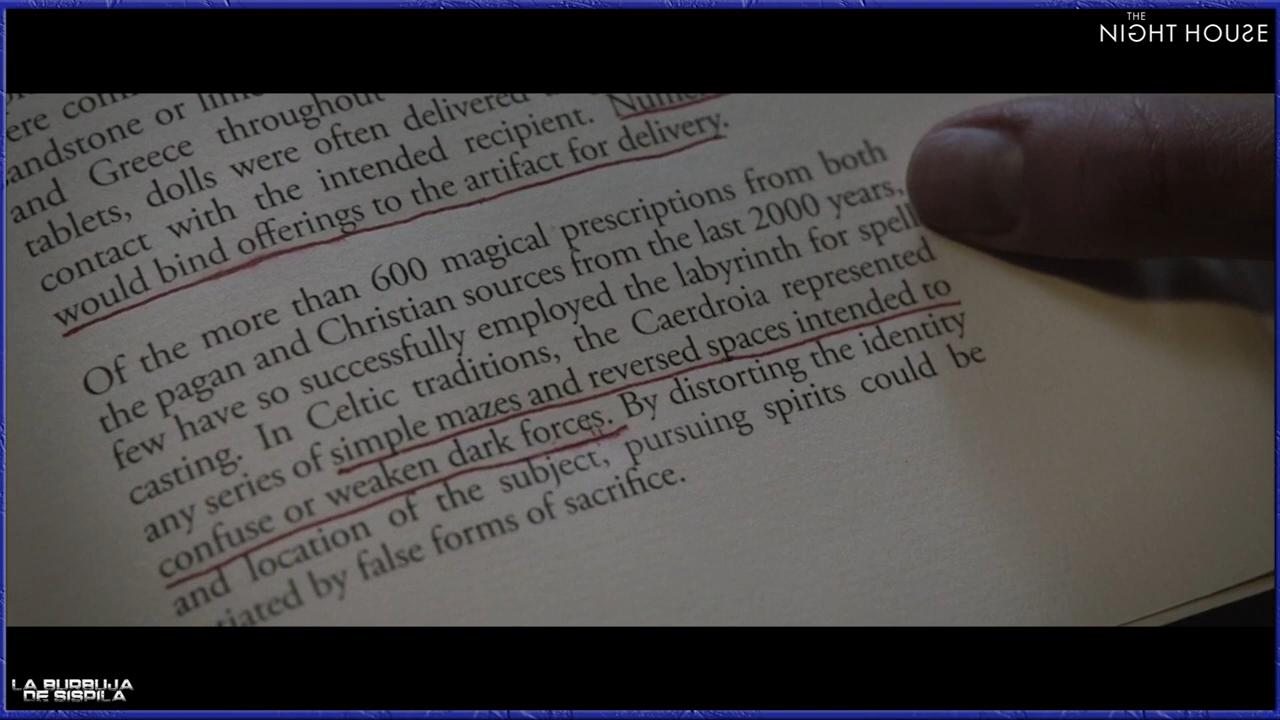 THE
NIGHT HOUSE
and Greece throughout
tablets, dolls were often delivered
contact with the intended recipient.
would bind offerings to the artifact for delivery.
Of the more than 600 magical prescriptions from both
the pagan and Christian sources from the last 2000 years,
few have so successfully employed the labyrinth for spell
casting. In Celtic traditions, the Caerdroia represented
any series of simple mazes and reversed spaces intended to
confuse or weaken dark forces. By distorting the identity
and location of the subject, pursuing spirits could be
by false forms of sacrifice.
LA BURBUJA
DE SISPILA